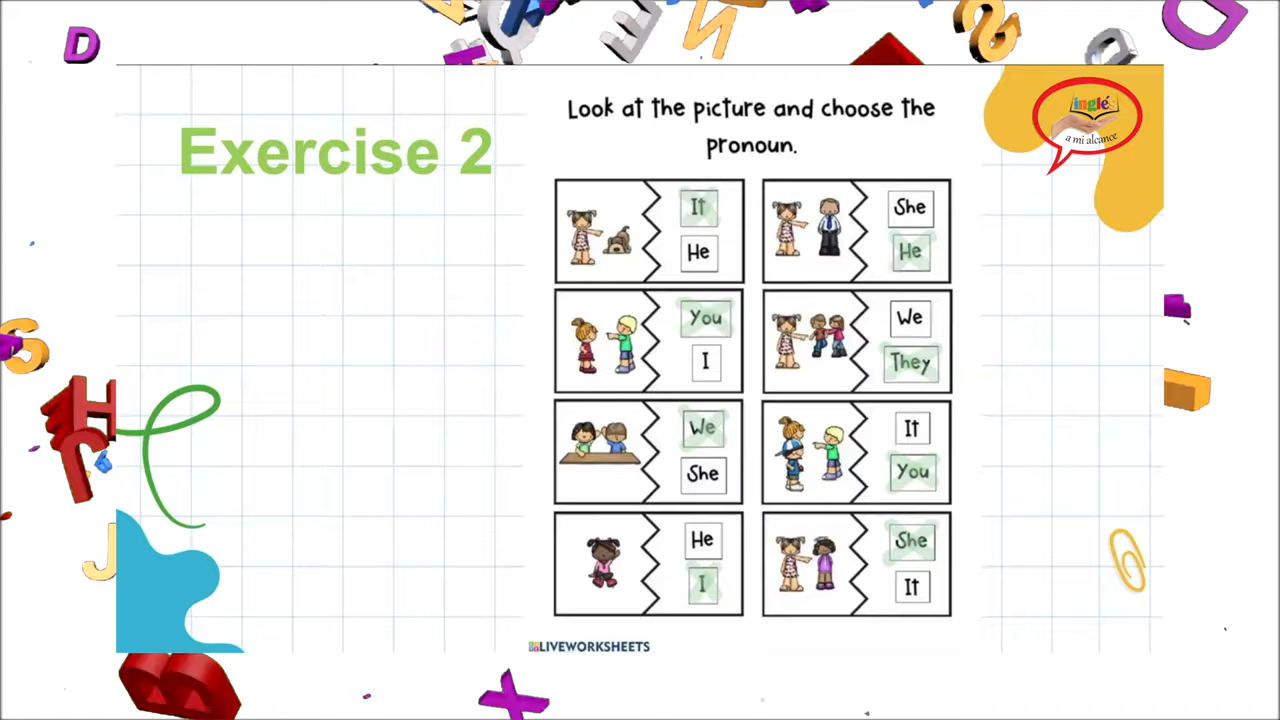 Exercise 2
Look at the picture and choose the
pronoun.
It
He
She
He
You
I
We
They
We
She
It
You
He
I
She
It
LIVEWORKSHEETS
inglés
a mi alcance